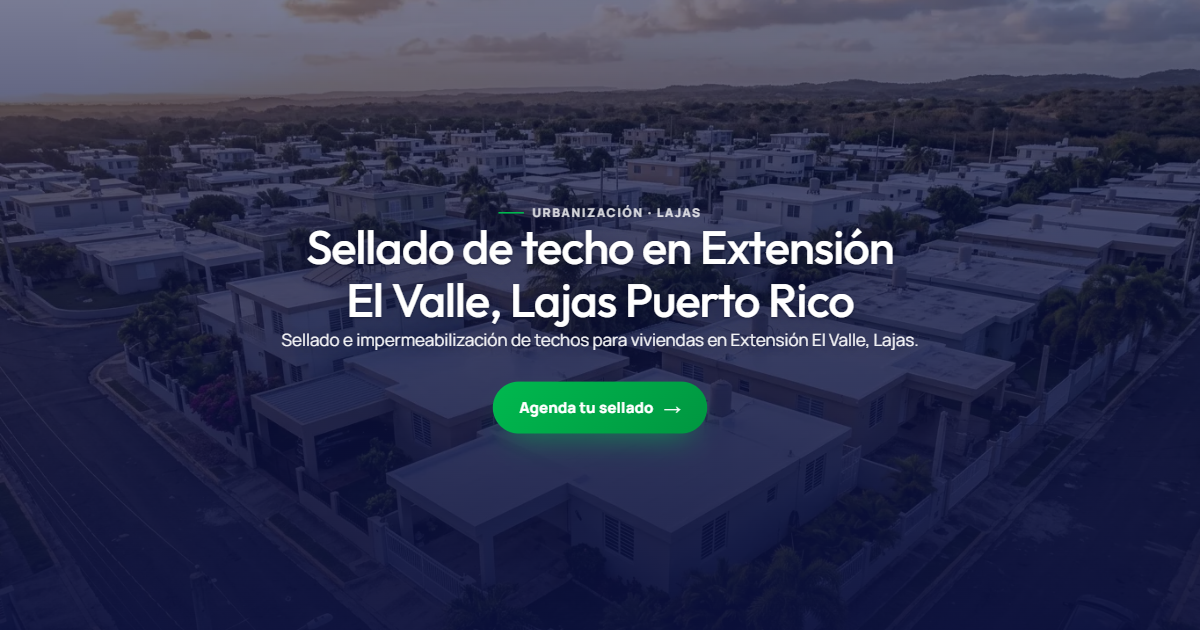 URBANIZACIÓN · LAJAS
Sellado de techo en Extensión
El Valle, Lajas Puerto Rico
Sellado e impermeabilización de techos para viviendas en Extensión El Valle, Lajas.
Agenda tu sellado →